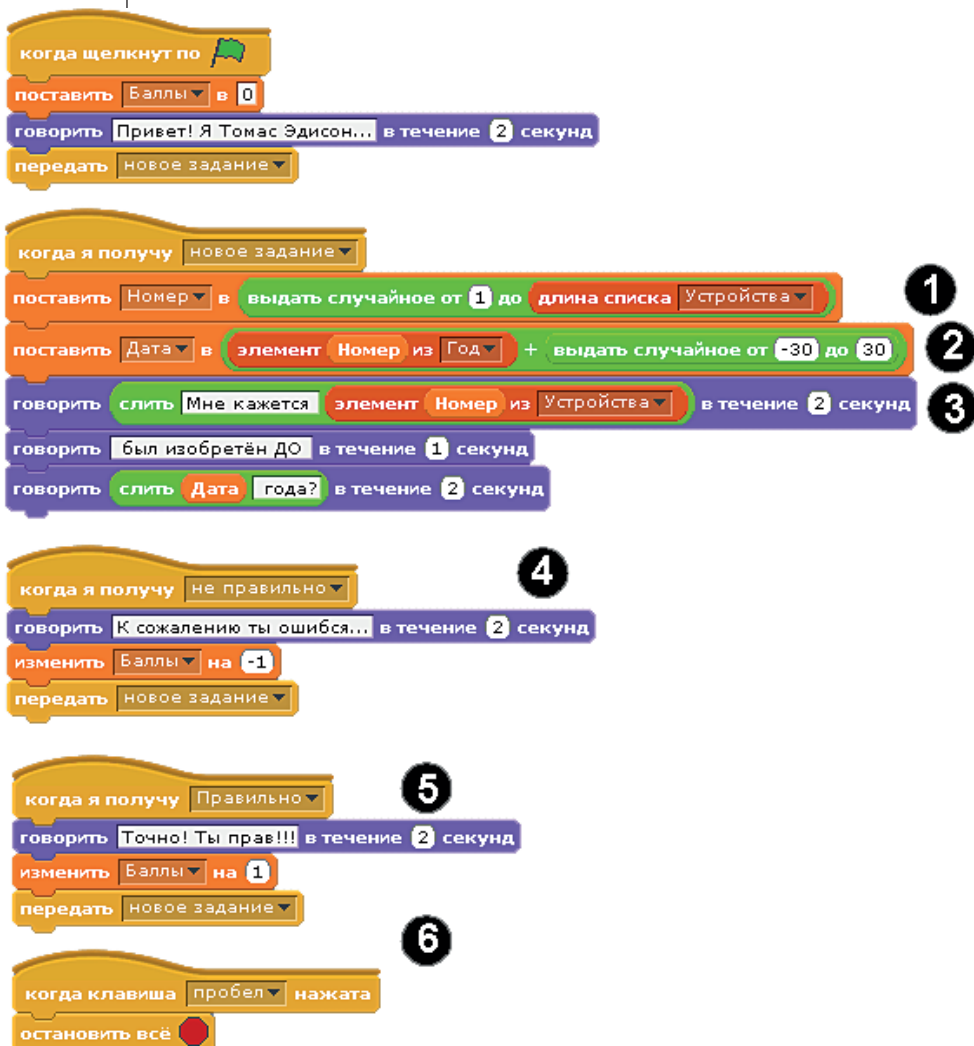 когда щелкнут по
поставить Баллы в 0
говорить Привет! Я Томас Эдисон... в течение 2 секунд
передать новое задание
когда я получу новое задание
поставить Номер в выдать случайное от 1 до длина списка Устройства
1
поставить Дата в элемент Номер из Год + выдать случайное от -30 до 30
2
говорить слить Мне кажется элемент Номер из Устройства в течение 2 секунд
3
говорить был изобретён ДО в течение 1 секунд
говорить слить Дата года? в течение 2 секунд
4
когда я получу не правильно
говорить К сожалению ты ошибся... в течение 2 секунд
изменить Баллы на -1
передать новое задание
5
когда я получу Правильно
говорить Точно! Ты прав!!! в течение 2 секунд
изменить Баллы на 1
передать новое задание
6
когда клавиша пробел нажата
остановить всё